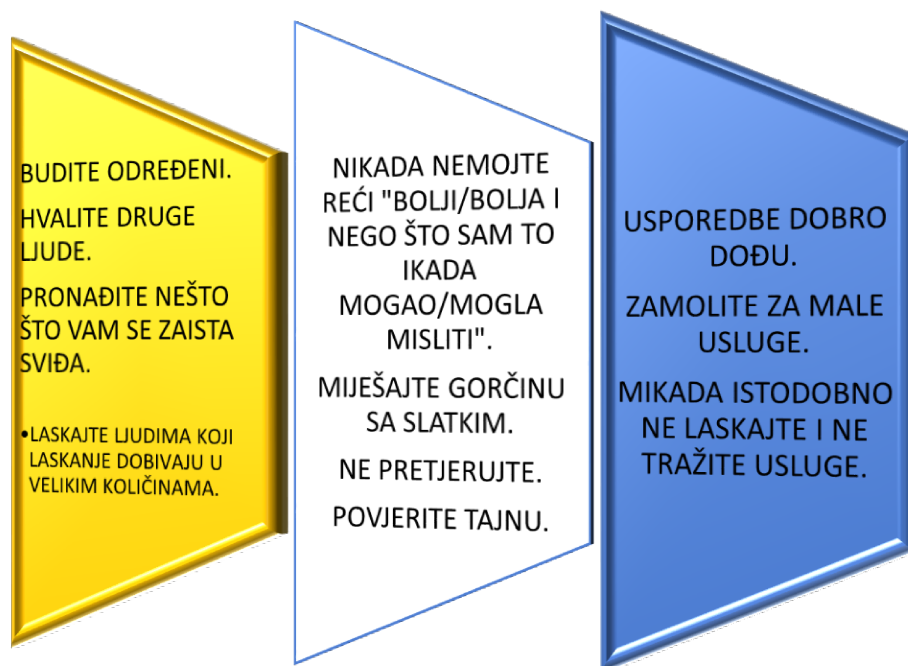 BUDITE ODREĐENI.
HVALITE DRUGE
LJUDE.
PRONAĐITE NEŠTO
ŠTO VAM SE ZAISTA
SVIĐA.
•LASKAJTE LJUDIMA KOJI
LASKANJE DOBIVAJU U
VELIKIM KOLIČINAMA.
NIKADA NEMOJTE
REĆI "BOLJI/BOLJA I
NEGO ŠTO SAM TO
IKADA
MOGAO/MOGLA
MISLITI".
MIJEŠAJTE GORČINU
SA SLATKIM.
NE PRETJERUJTE.
POVJERITE TAJNU.
USPOREDBE DOBRO
DOĐU.
ZAMOLITE ZA MALE
USLUGE.
MIKADA ISTODOBNO
NE LASKAJTE I NE
TRAŽITE USLUGE.